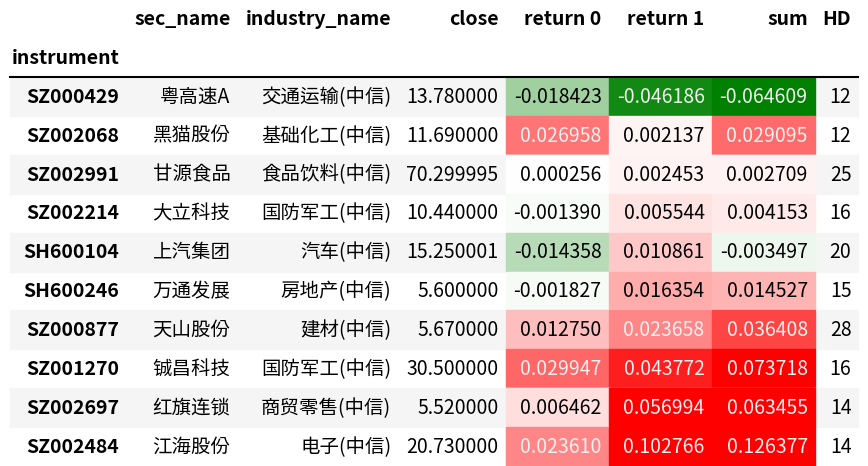 sec_name industry_name close return 0 return 1 sum HD
instrument
SZ000429 粤高速A 交通运输(中信) 13.780000 -0.018423 -0.046186 -0.064609 12
SZ002068 黑猫股份 基础化工(中信) 11.690000 0.026958 0.002137 0.029095 12
SZ002991 甘源食品 食品饮料(中信) 70.299995 0.000256 0.002453 0.002709 25
SZ002214 大立科技 国防军工(中信) 10.440000 -0.001390 0.005544 0.004153 16
SH600104 上汽集团 汽车(中信) 15.250001 -0.014358 0.010861 -0.003497 20
SH600246 万通发展 房地产(中信) 5.600000 -0.001827 0.016354 0.014527 15
SZ000877 天山股份 建材(中信) 5.670000 0.012750 0.023658 0.036408 28
SZ001270 铖昌科技 国防军工(中信) 30.500000 0.029947 0.043772 0.073718 16
SZ002697 红旗连锁 商贸零售(中信) 5.520000 0.006462 0.056994 0.063455 14
SZ002484 江海股份 电子(中信) 20.730000 0.023610 0.102766 0.126377 14